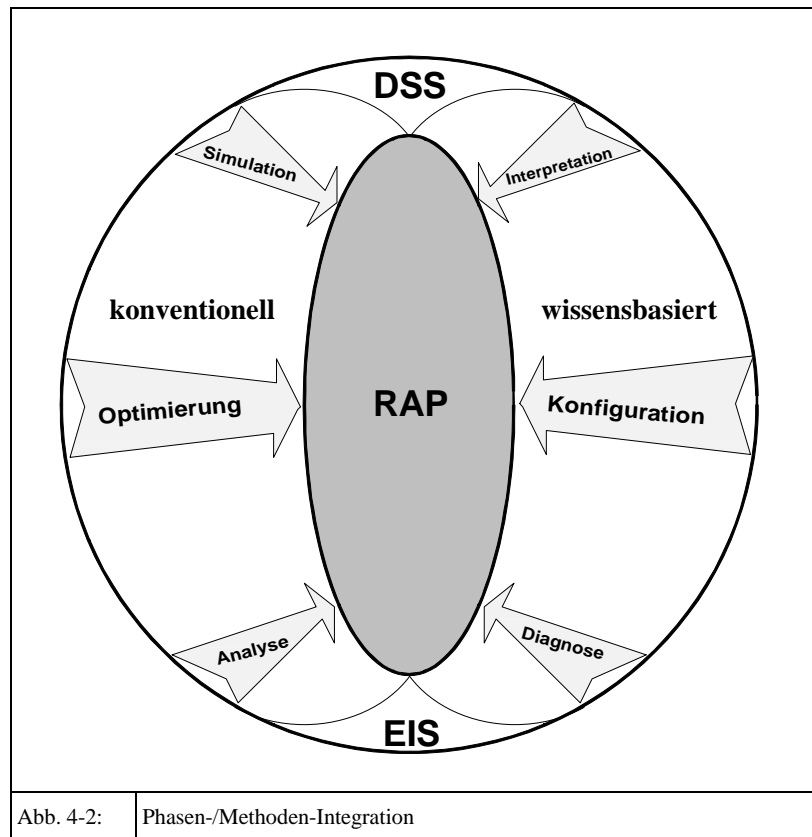 DSS
Simulation
Interpretation
konventionell
wissensbasiert
Optimierung
RAP
Konfiguration
Analyse
Diagnose
EIS
Abb. 4-2: Phasen-/Methoden-Integration